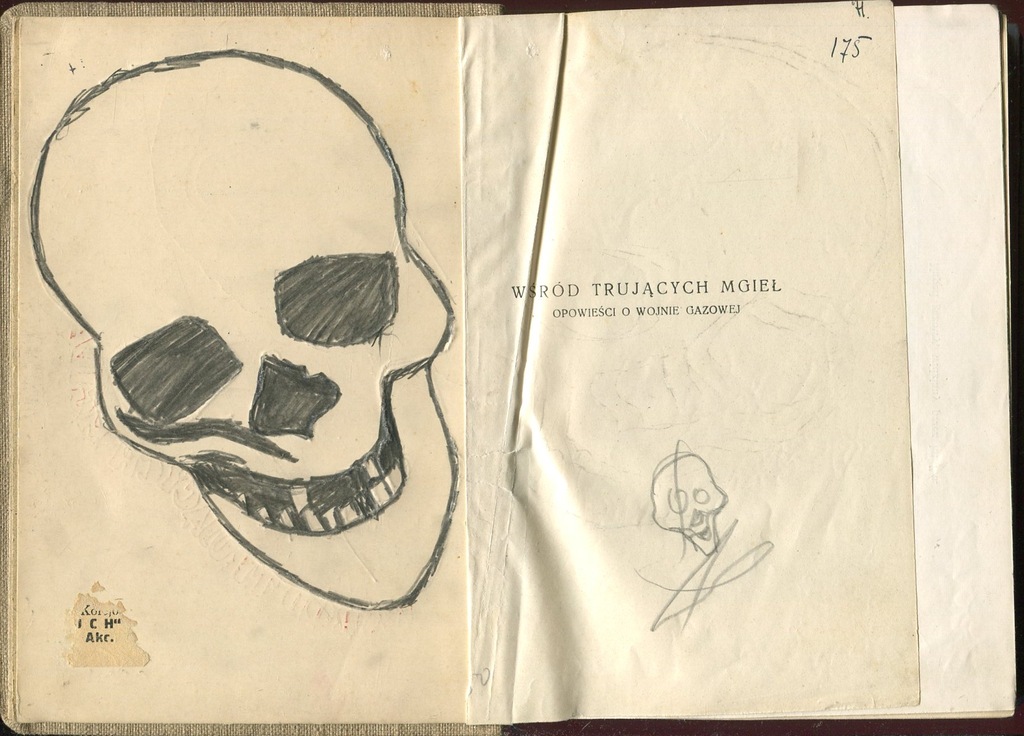 H.
175
WŚRÓD TRUJĄCYCH MGIEŁ
OPOWIEŚCI O WOJNIE GAZOWEJ
I C H"
Akc.